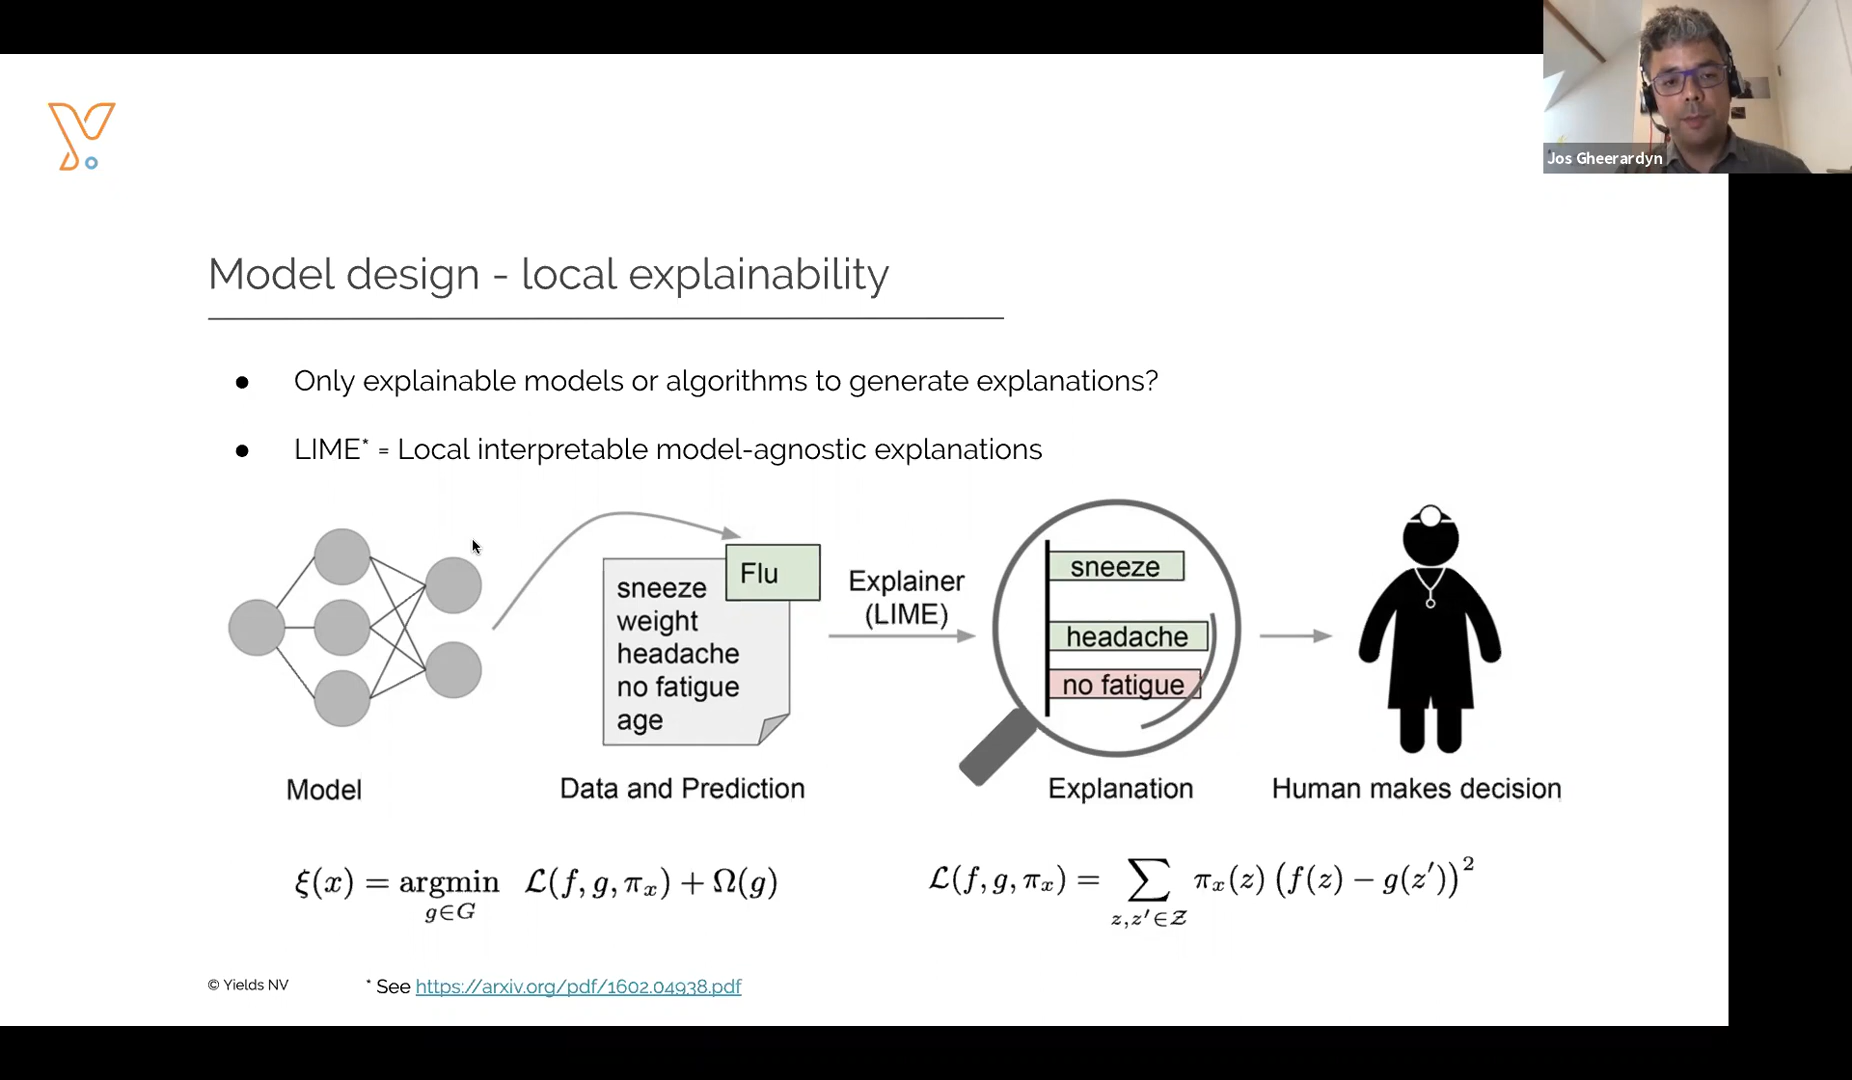 Jos Gheerardyn
Model design - local explainability
● Only explainable models or algorithms to generate explanations?
● LIME* = Local interpretable model-agnostic explanations
Flu
sneeze
weight
headache
no fatigue
age
Explainer
(LIME)
sneeze
headache
no fatigue
Model
Data and Prediction
Explanation
Human makes decision
ξ(x) = argmin L(f, g, πₓ) + Ω(g)
g∈G
L(f, g, πₓ) = ∑ πₓ(z) (f(z) − g(z′))²
z,z′∈Z
© Yields NV
* See https://arxiv.org/pdf/1602.04938.pdf